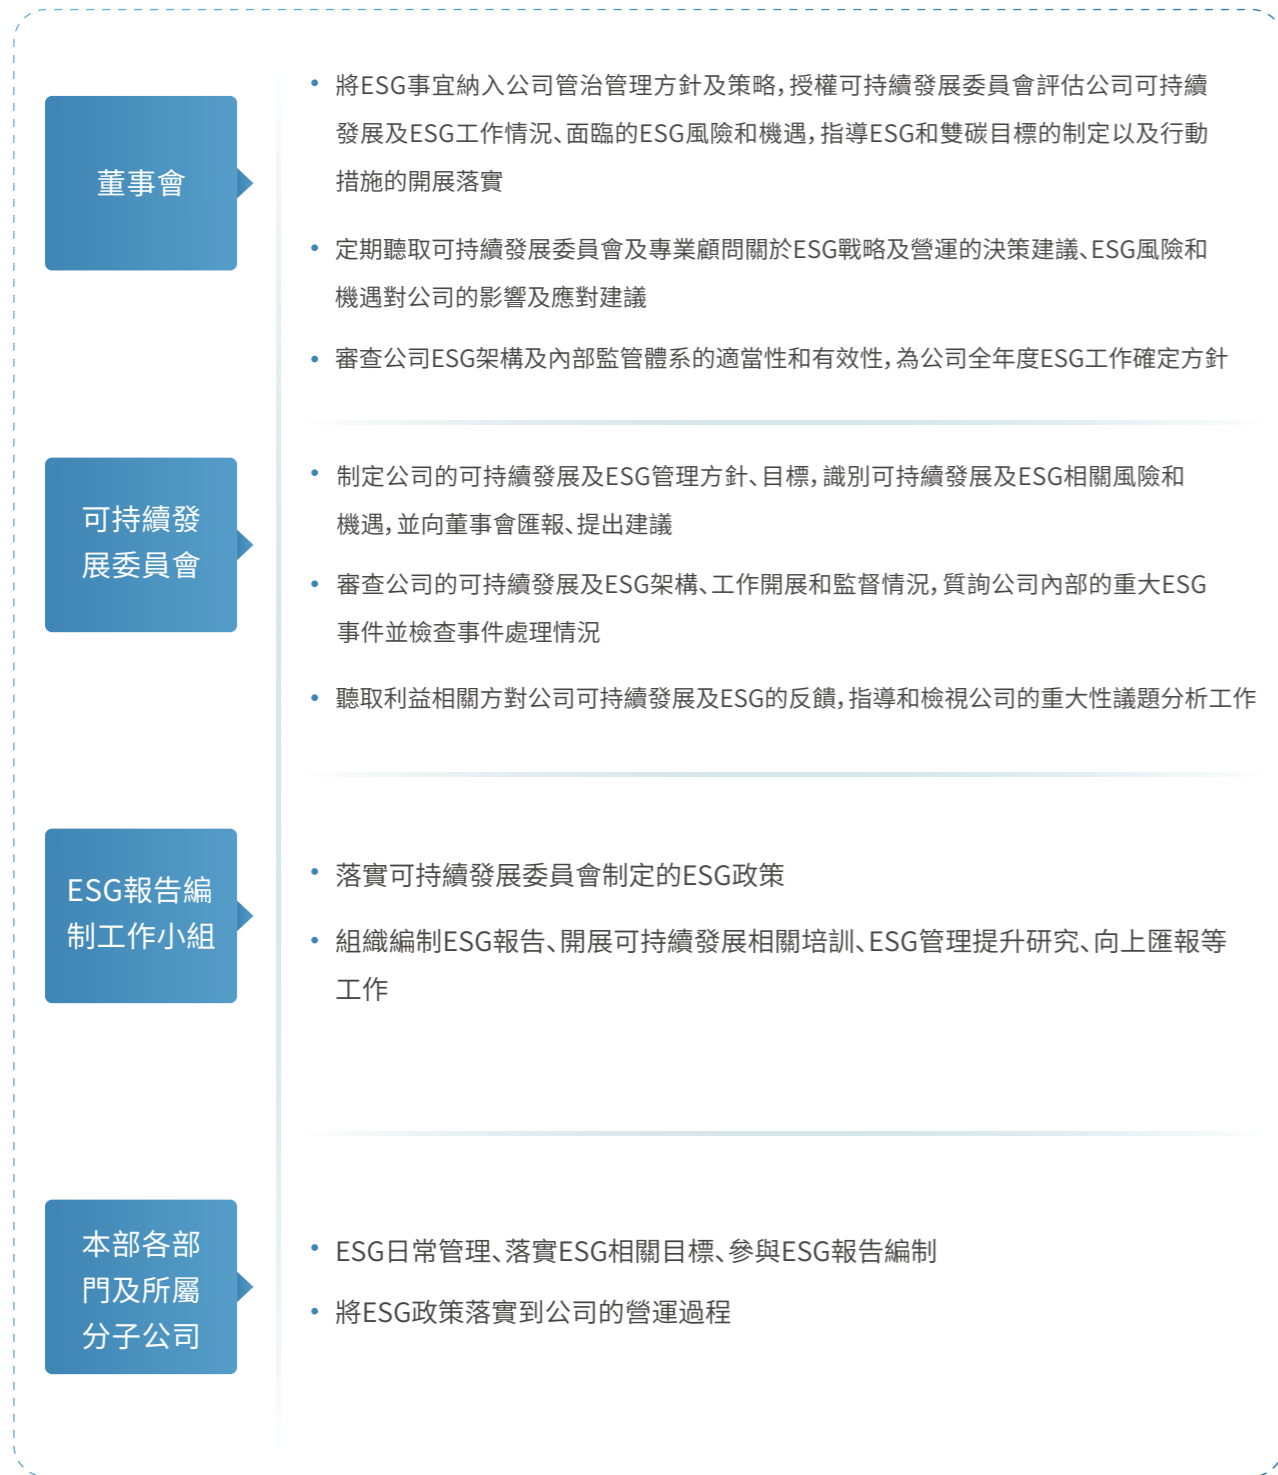 董事會
• 將ESG事宜納入公司管治管理方針及策略，授權可持續發展委員會評估公司可持續
發展及ESG工作情況、面臨的ESG風險和機遇，指導ESG和雙碳目標的制定以及行動
措施的開展落實
• 定期聽取可持續發展委員會及專業顧問關於ESG戰略及營運的決策建議、ESG風險和
機遇對公司的影響及應對建議
• 審查公司ESG架構及內部監管體系的適當性和有效性，為公司全年度ESG工作確定方針
可持續發
展委員會
• 制定公司的可持續發展及ESG管理方針、目標，識別可持續發展及ESG相關風險和
機遇，並向董事會匯報、提出建議
• 審查公司的可持續發展及ESG架構、工作開展和監督情況，質詢公司內部的重大ESG
事件並檢查事件處理情況
• 聽取利益相關方對公司可持續發展及ESG的反饋，指導和檢視公司的重大性議題分析工作
ESG報告編
制工作小組
• 落實可持續發展委員會制定的ESG政策
• 組織編制ESG報告、開展可持續發展相關培訓、ESG管理提升研究、向上匯報等
工作
本部各部
門及所屬
分子公司
• ESG日常管理、落實ESG相關目標、參與ESG報告編制
• 將ESG政策落實到公司的營運過程